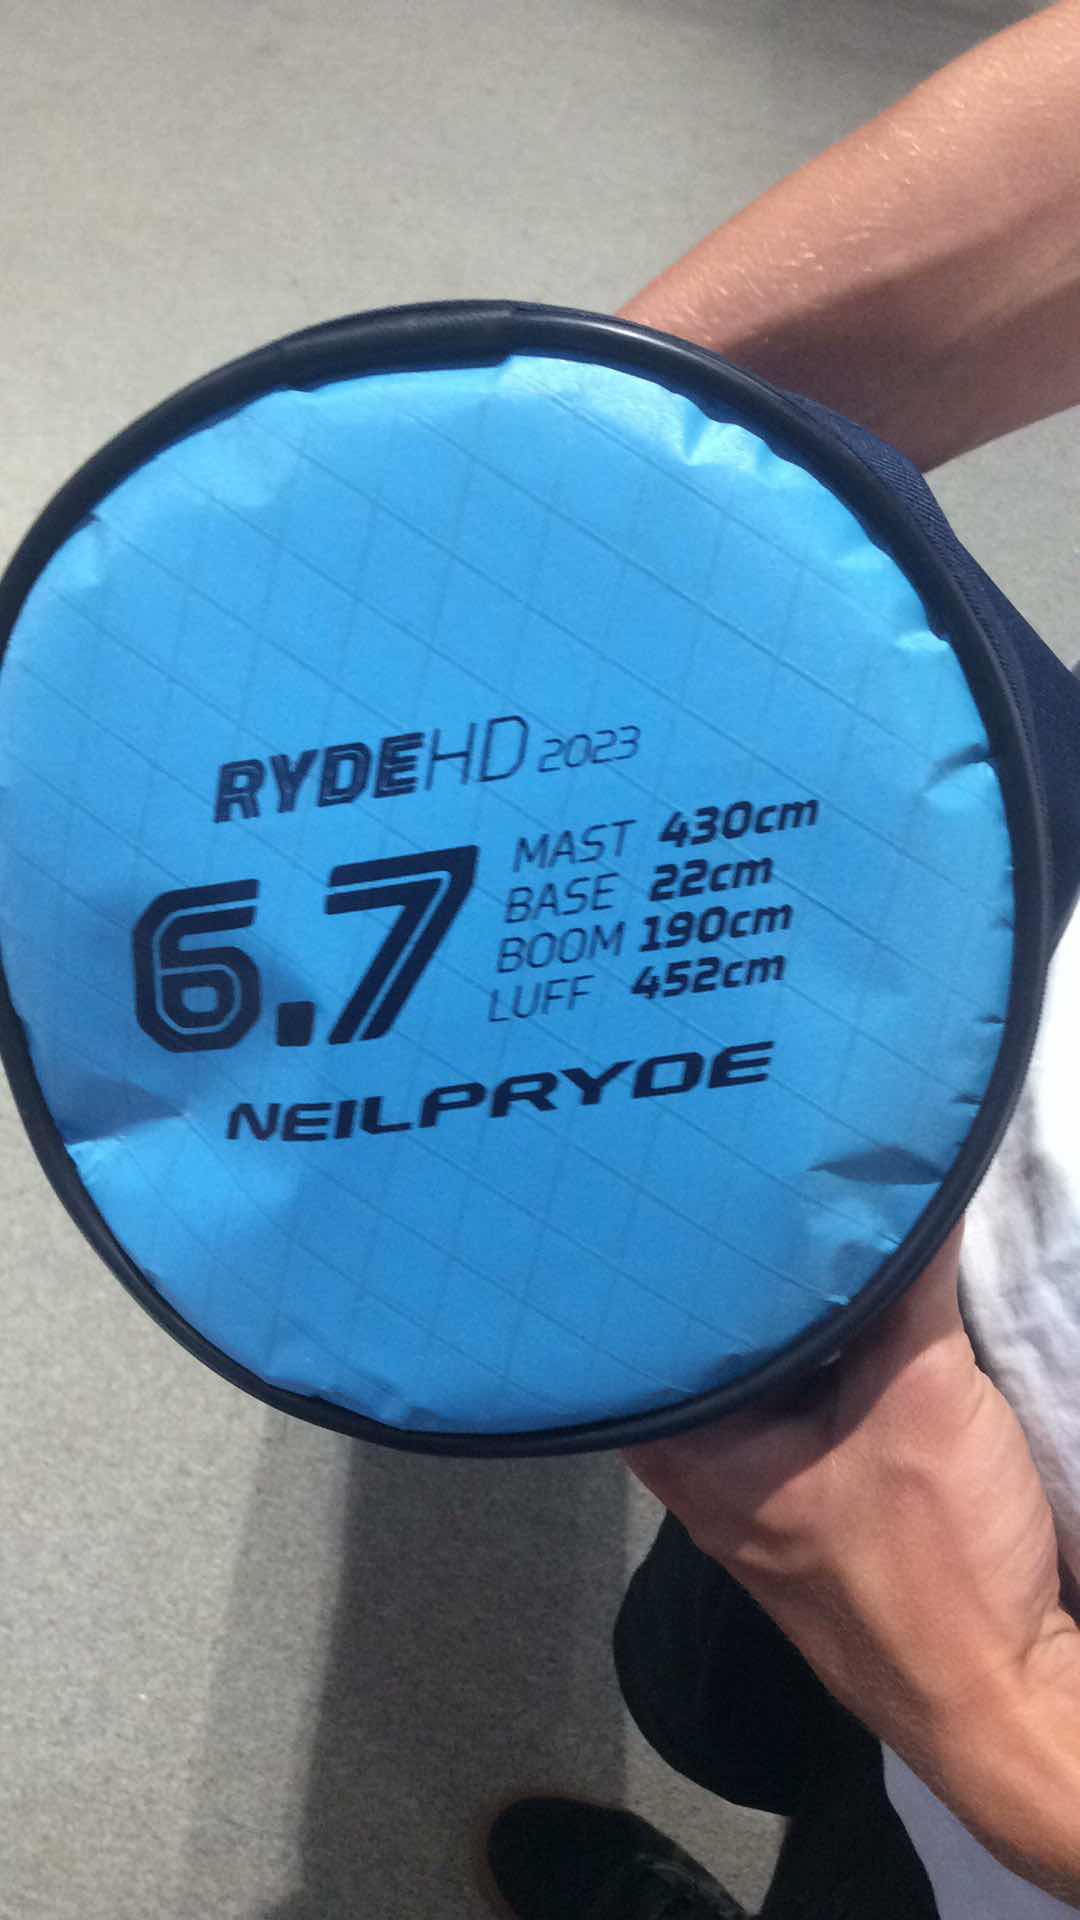 RYDEHD 2023
6.7
MAST 430cm
BASE 22cm
BOOM 190cm
LUFF 452cm
NEILPRYDE